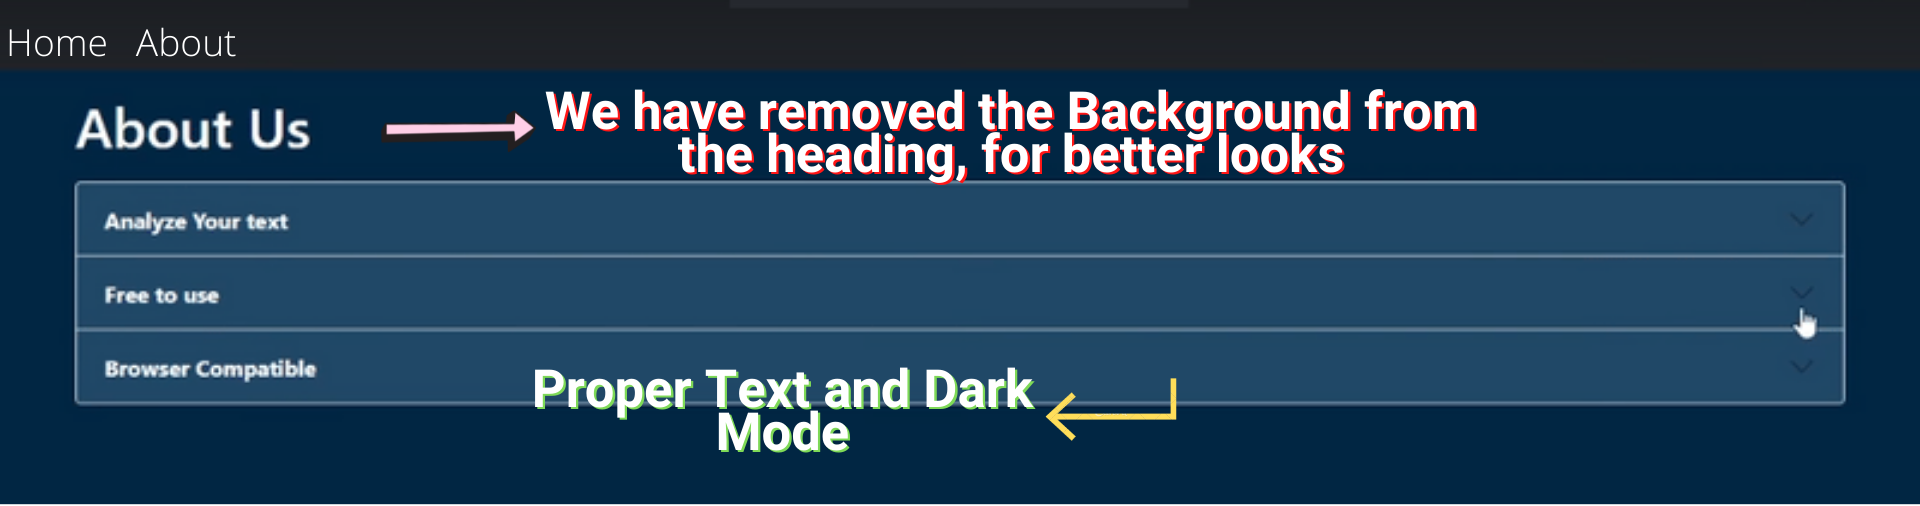 Home About
About Us
We have removed the Background from
the heading, for better looks
Analyze Your text
Free to use
Browser Compatible
Proper Text and Dark
Mode